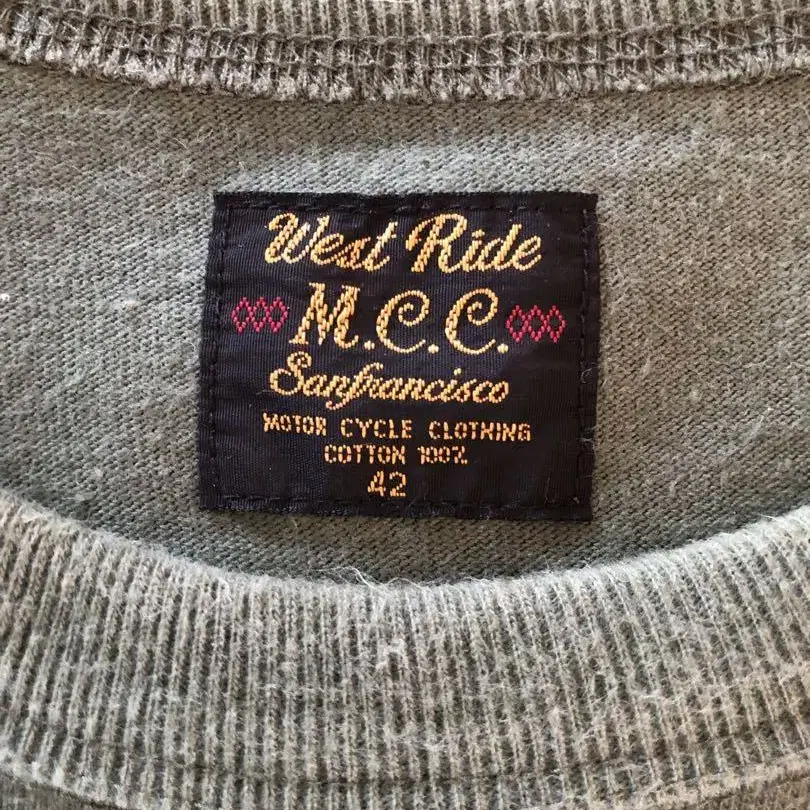 West Ride
M.C.C.
Sanfrancisco
MOTOR CYCLE CLOTHING
COTTON 100%
42